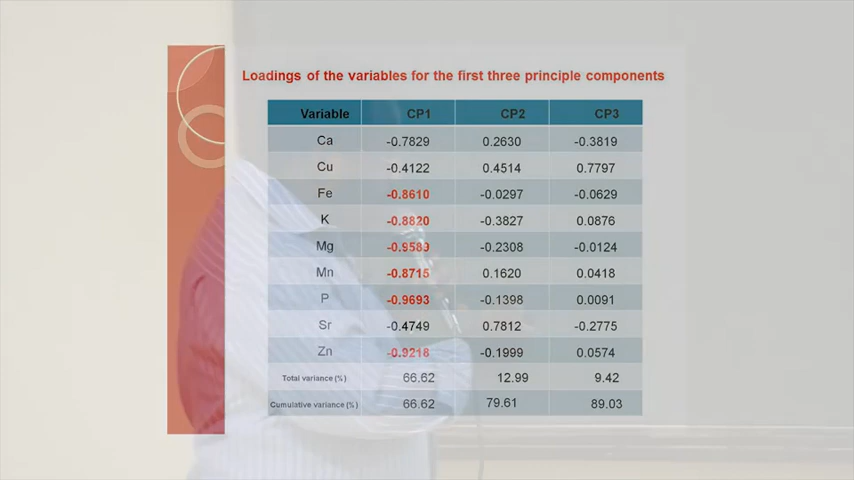 Loadings of the variables for the first three principle components
Variable CP1 CP2 CP3
Ca -0.7829 0.2630 -0.3819
Cu -0.4122 0.4514 0.7797
Fe -0.8610 -0.0297 -0.0629
K -0.8820 -0.3827 0.0876
Mg -0.9589 -0.2308 -0.0124
Mn -0.8715 0.1620 0.0418
P -0.9693 -0.1398 0.0091
Sr -0.4749 0.7812 -0.2775
Zn -0.9218 -0.1999 0.0574
Total variance (%) 66.62 12.99 9.42
Cumulative variance (%) 66.62 79.61 89.03